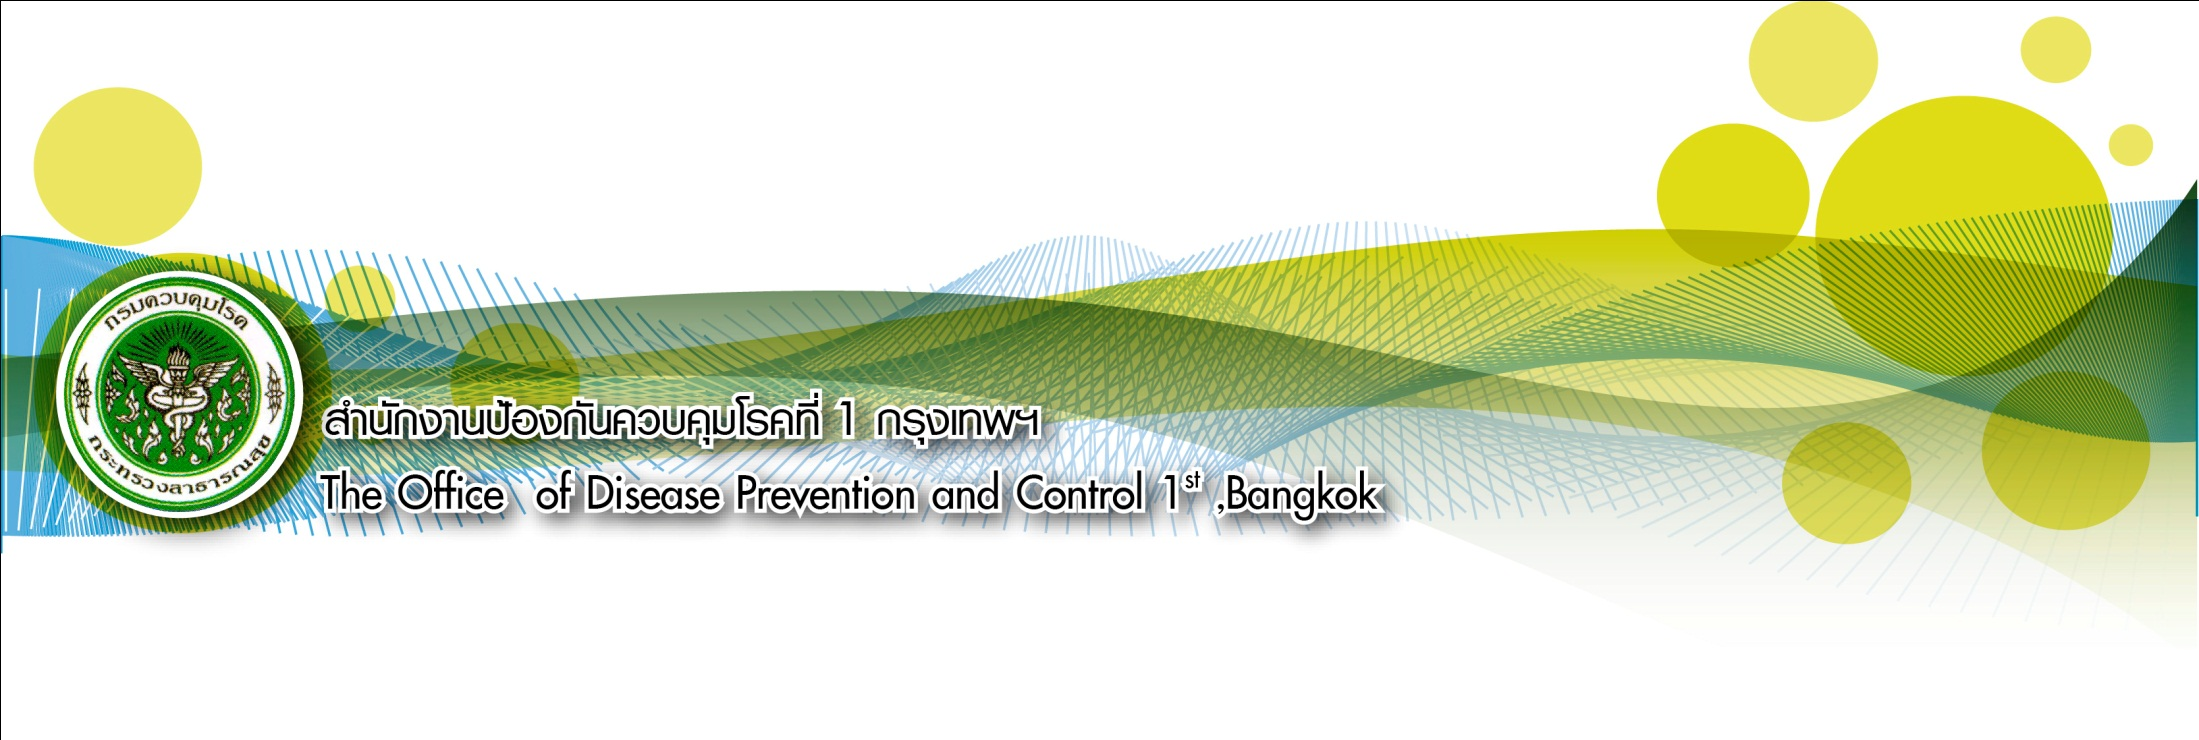 กรมควบคุมโรค
กระทรวงสาธารณสุข
สำนักงานป้องกันควบคุมโรคที่ 1 กรุงเทพฯ
The Office of Disease Prevention and Control 1st ,Bangkok